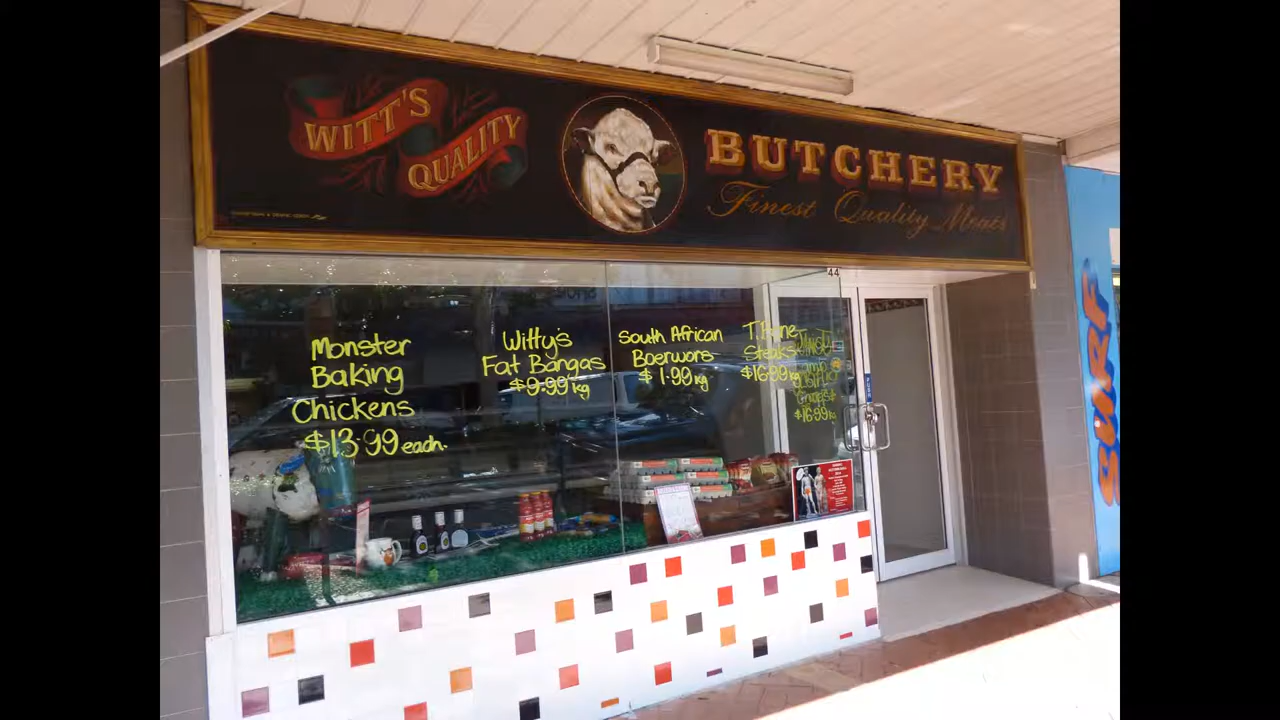 WITT'S
QUALITY
BUTCHERY
Finest Quality Meats
44
Monster
Baking
Chickens
$13.99 each.
Witty's
Fat Bangas
$9.99 kg
South African
Boerwors
$1.99 kg
T.Bone
Steaks
$16.99 kg
$16.99 kg
SURF